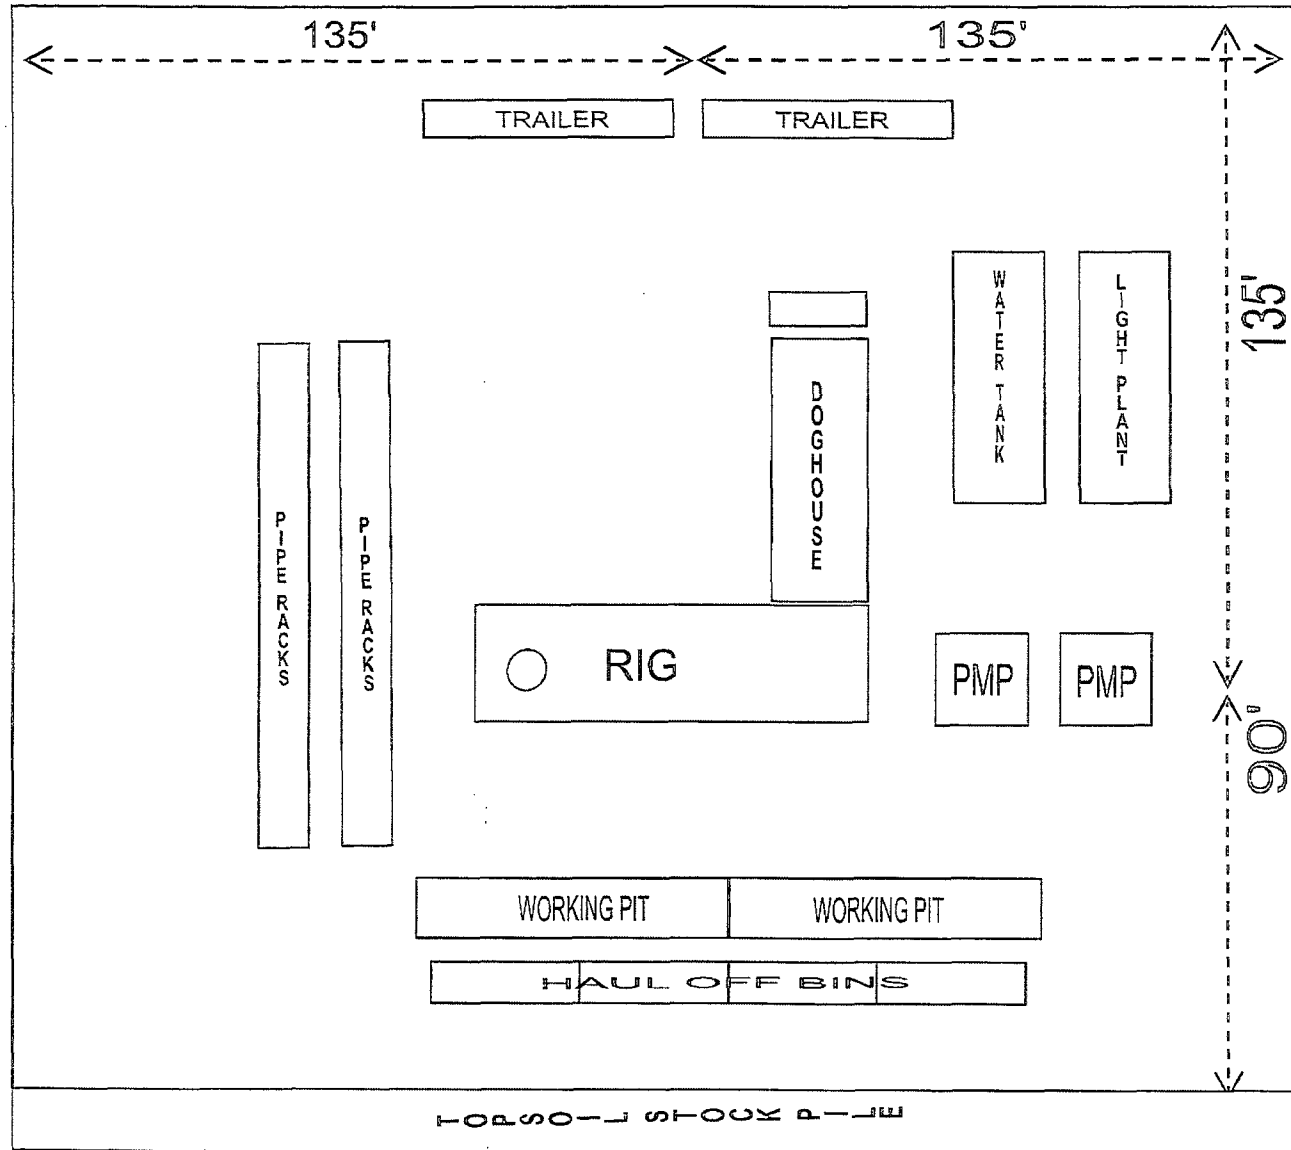 135' 135'
TRAILER TRAILER
135'
WATER TANK
LIGHT PLANT
DOGHOUSE
PIPE RACKS
PIPE RACKS
RIG
PMP PMP
90'
WORKING PIT WORKING PIT
HAUL OFF BINS
TOPSOIL STOCK PILE